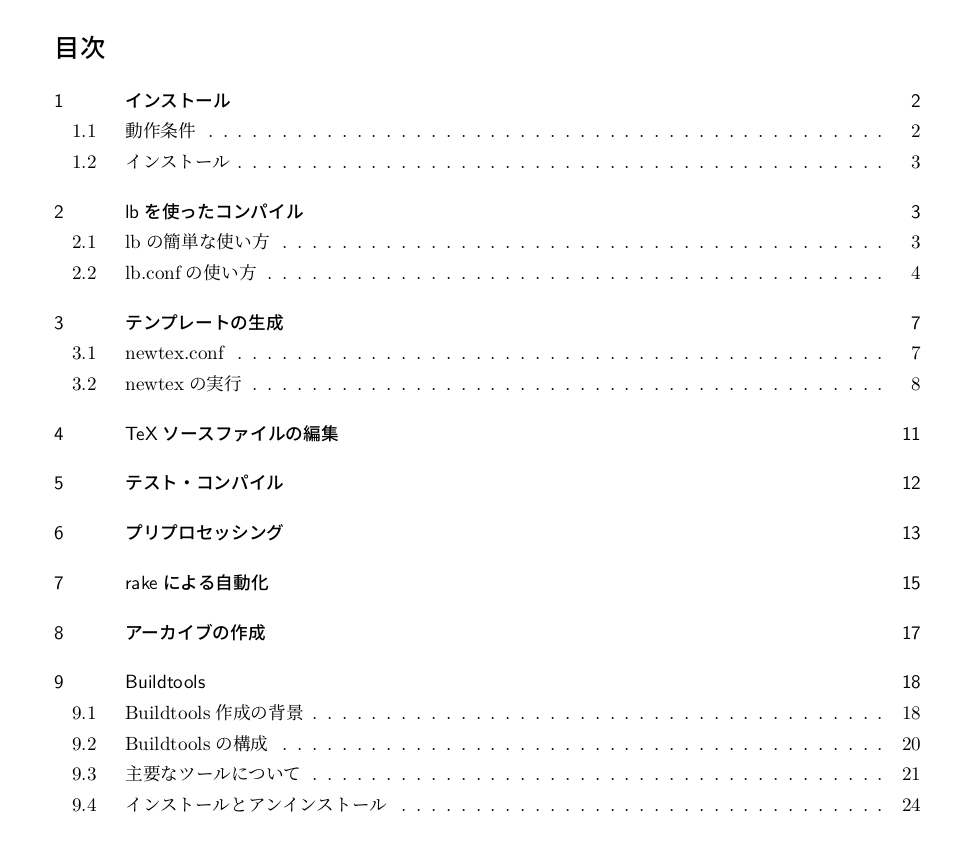 目次
1 インストール 2
1.1 動作条件 . . . . . . . . . . . . . . . . . . . . . . . . . . . . . . . . . . . . . . . . . . . . . . 2
1.2 インストール . . . . . . . . . . . . . . . . . . . . . . . . . . . . . . . . . . . . . . . . . . . . 3
2 lb を使ったコンパイル 3
2.1 lb の簡単な使い方 . . . . . . . . . . . . . . . . . . . . . . . . . . . . . . . . . . . . . . . . . 3
2.2 lb.conf の使い方 . . . . . . . . . . . . . . . . . . . . . . . . . . . . . . . . . . . . . . . . . . 4
3 テンプレートの生成 7
3.1 newtex.conf . . . . . . . . . . . . . . . . . . . . . . . . . . . . . . . . . . . . . . . . . . . . 7
3.2 newtex の実行 . . . . . . . . . . . . . . . . . . . . . . . . . . . . . . . . . . . . . . . . . . . 8
4 TeX ソースファイルの編集 11
5 テスト・コンパイル 12
6 プリプロセッシング 13
7 rake による自動化 15
8 アーカイブの作成 17
9 Buildtools 18
9.1 Buildtools 作成の背景 . . . . . . . . . . . . . . . . . . . . . . . . . . . . . . . . . . . . . . . 18
9.2 Buildtools の構成 . . . . . . . . . . . . . . . . . . . . . . . . . . . . . . . . . . . . . . . . . 20
9.3 主要なツールについて . . . . . . . . . . . . . . . . . . . . . . . . . . . . . . . . . . . . . . . 21
9.4 インストールとアンインストール . . . . . . . . . . . . . . . . . . . . . . . . . . . . . . . . . 24